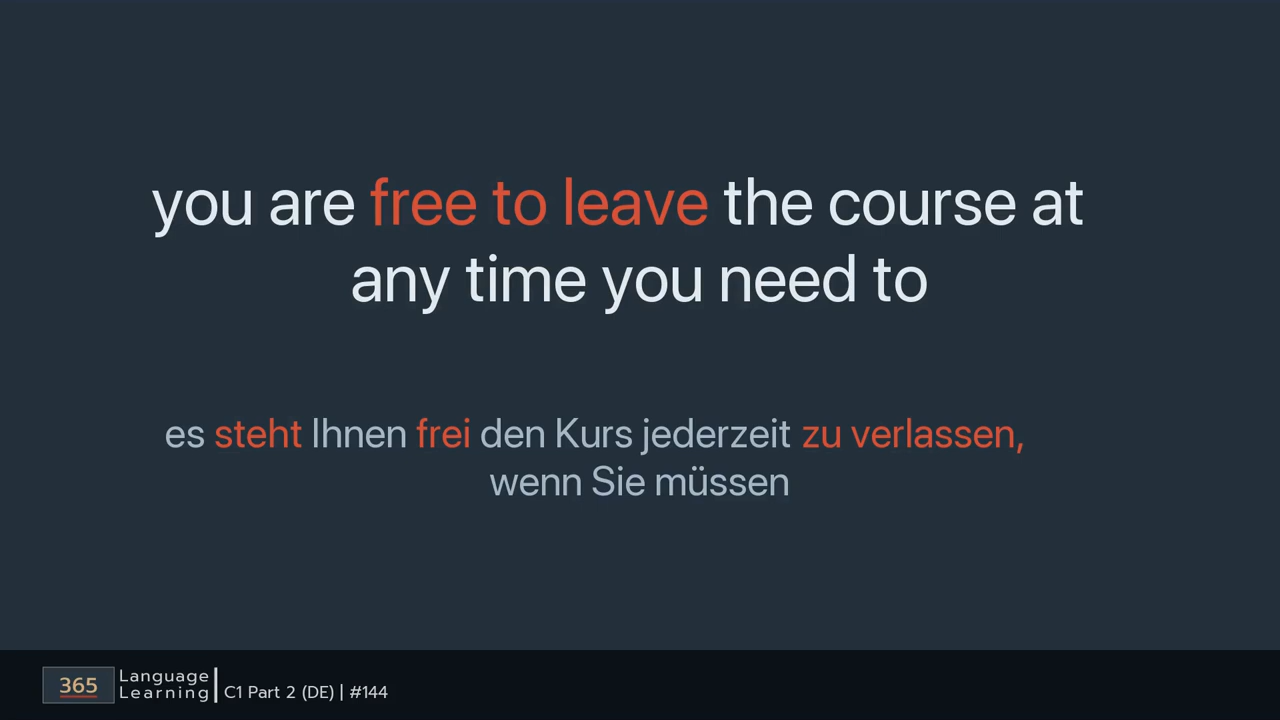 you are free to leave the course at
any time you need to
es steht Ihnen frei den Kurs jederzeit zu verlassen,
wenn Sie müssen
365
Language
Learning
C1 Part 2 (DE) | #144